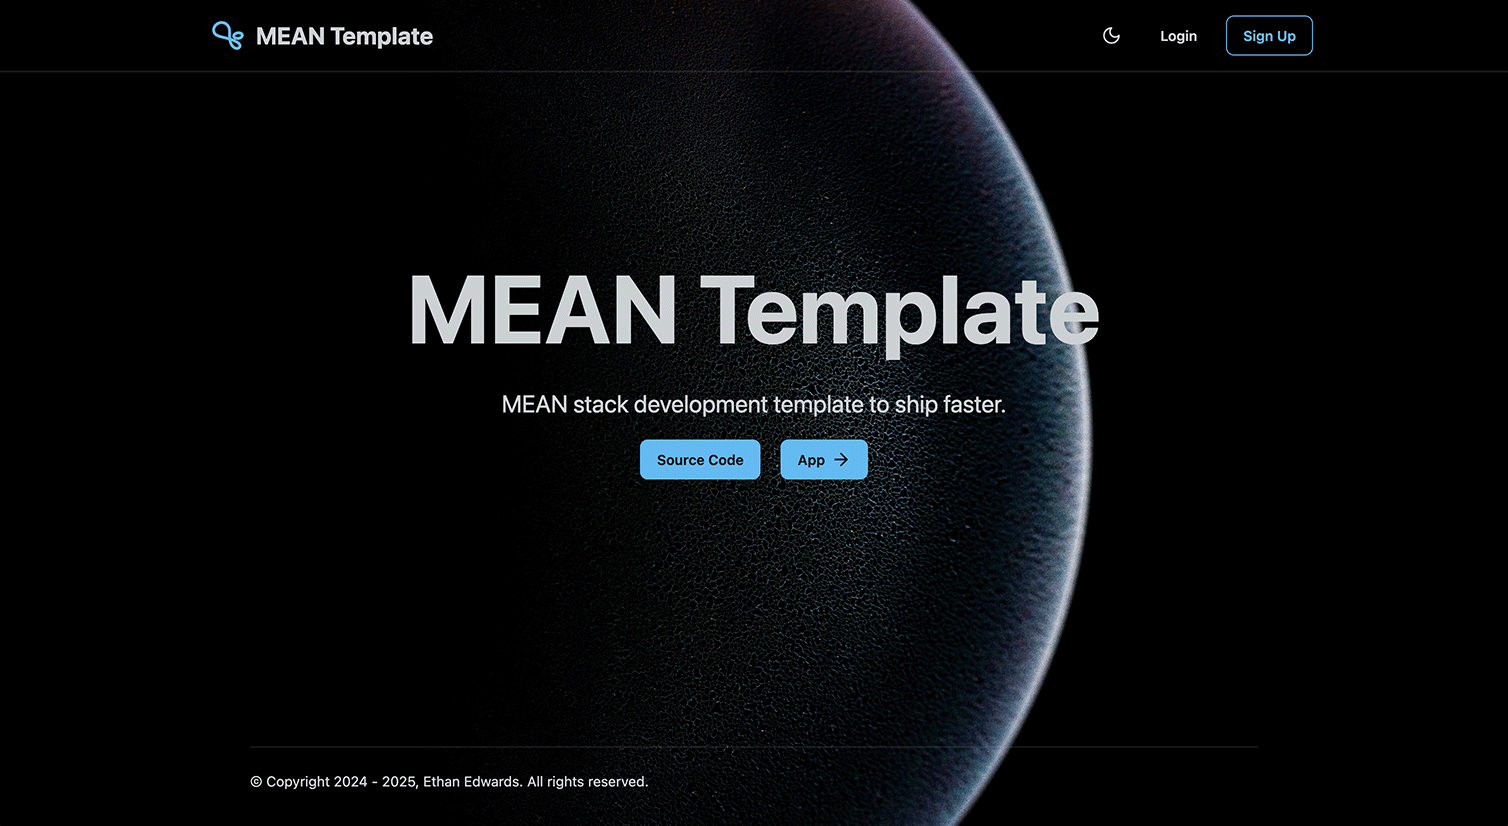 MEAN Template
Login
Sign Up
MEAN Template
MEAN stack development template to ship faster.
Source Code
App →
© Copyright 2024 - 2025, Ethan Edwards. All rights reserved.